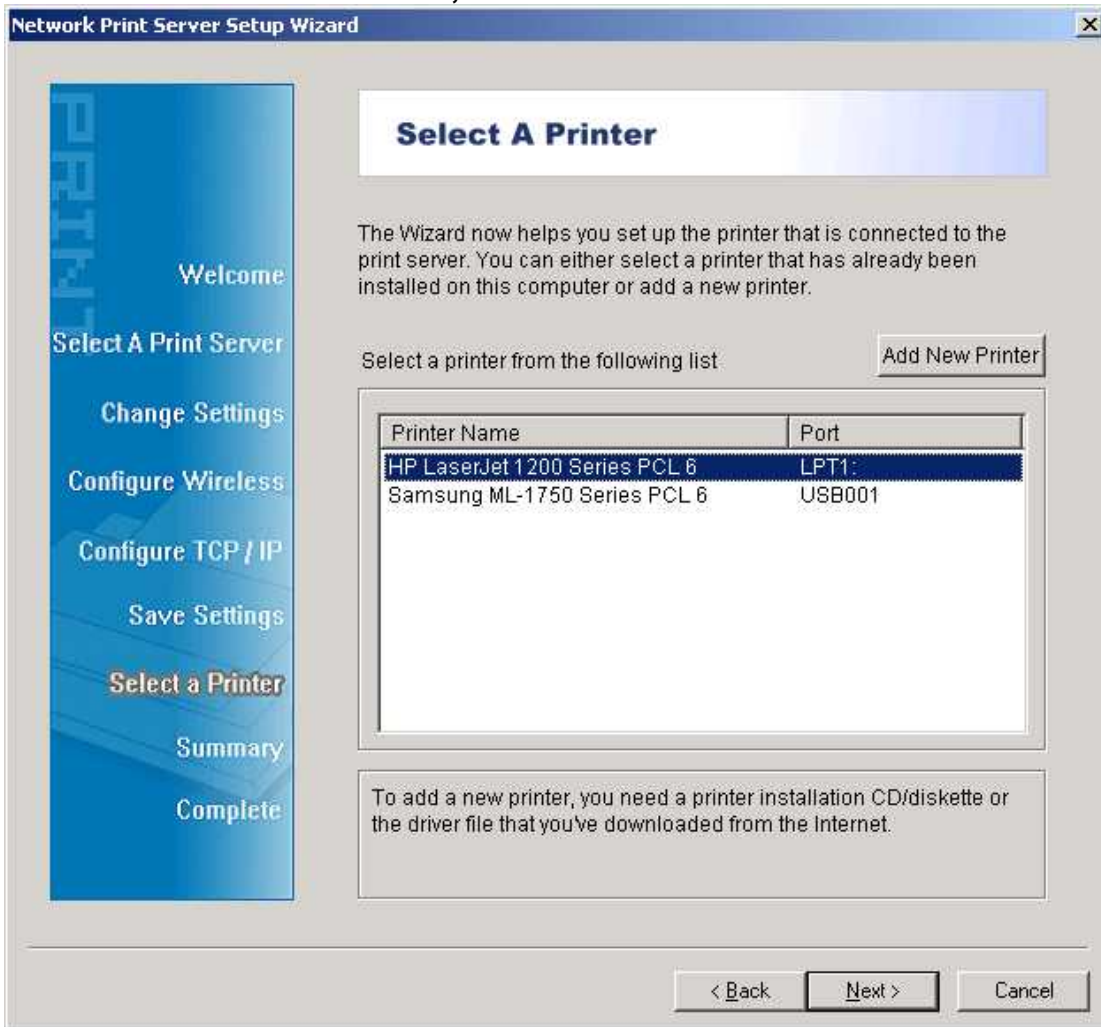 Network Print Server Setup Wizard
PRINT
Welcome
Select A Print Server
Change Settings
Configure Wireless
Configure TCP / IP
Save Settings
Select a Printer
Summary
Complete
Select A Printer
The Wizard now helps you set up the printer that is connected to the
print server. You can either select a printer that has already been
installed on this computer or add a new printer.
Select a printer from the following list
Add New Printer
Printer Name Port
HP LaserJet 1200 Series PCL 6 LPT1:
Samsung ML-1750 Series PCL 6 USB001
To add a new printer, you need a printer installation CD/diskette or
the driver file that you've downloaded from the Internet.
< Back Next > Cancel